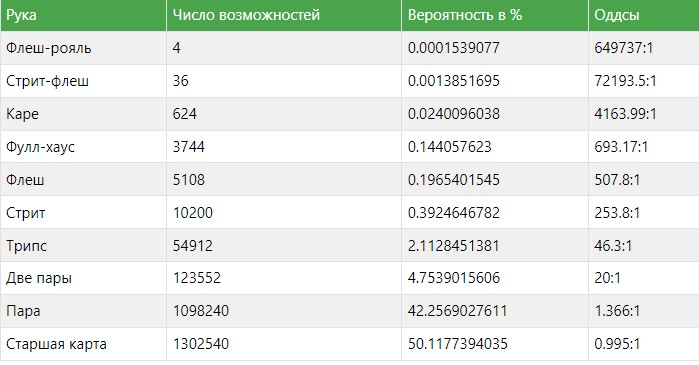 Рука Число возможностей Вероятность в % Оддсы
Флеш-рояль 4 0.0001539077 649737:1
Стрит-флеш 36 0.0013851695 72193.5:1
Каре 624 0.0240096038 4163.99:1
Фулл-хаус 3744 0.144057623 693.17:1
Флеш 5108 0.1965401545 507.8:1
Стрит 10200 0.3924646782 253.8:1
Трипс 54912 2.1128451381 46.3:1
Две пары 123552 4.7539015606 20:1
Пара 1098240 42.2569027611 1.366:1
Старшая карта 1302540 50.1177394035 0.995:1